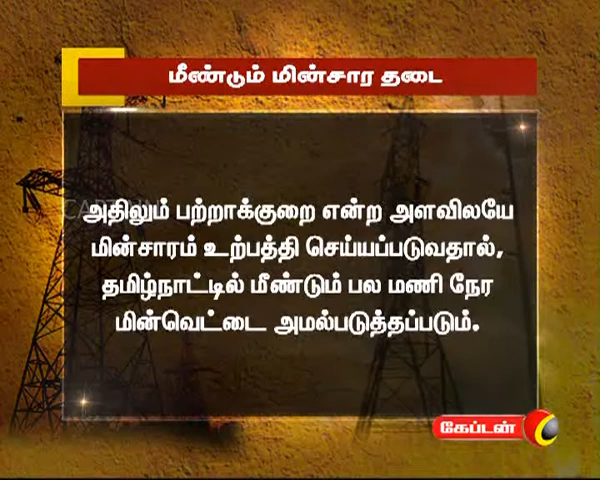 மீண்டும் மின்சார தடை
அதிலும் பற்றாக்குறை என்ற அளவிலயே
மின்சாரம் உற்பத்தி செய்யப்படுவதால்,
தமிழ்நாட்டில் மீண்டும் பல மணி நேர
மின்வெட்டை அமல்படுத்தப்படும்.
கேப்டன்